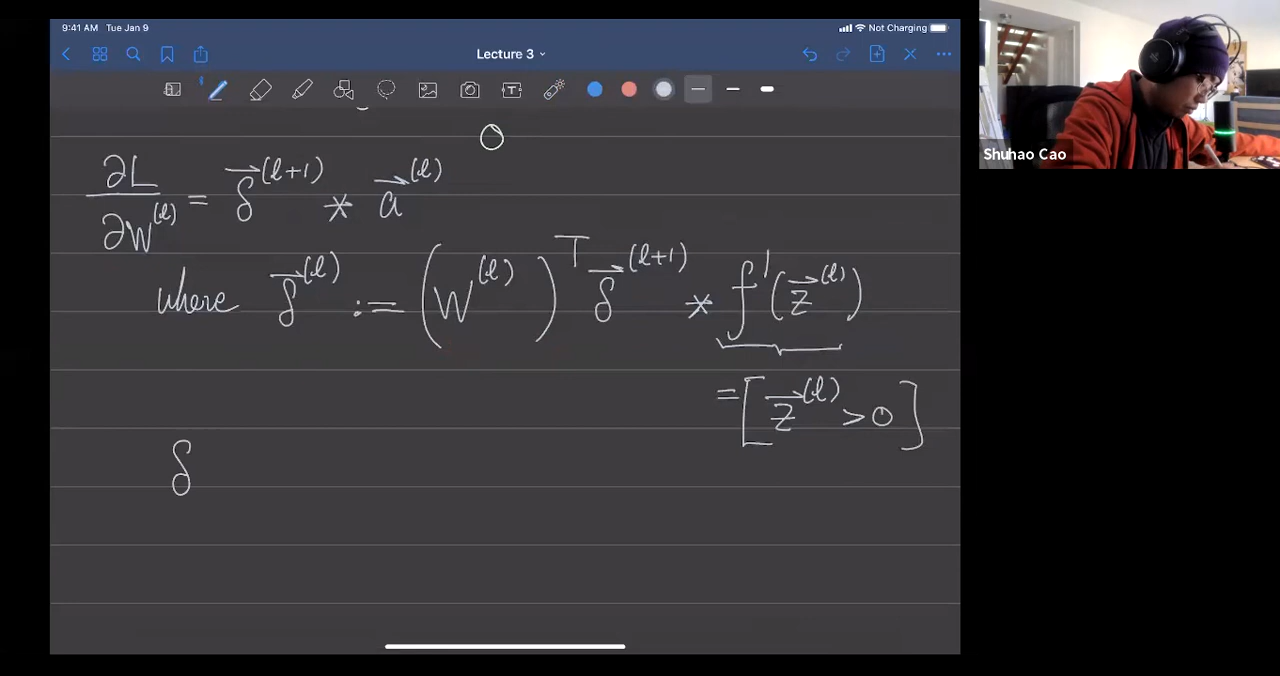 9:41 AM Tue Jan 9
Not Charging
Lecture 3
∂L/∂W^(l) = δ⃗^(l+1) * a⃗^(l)
where δ⃗^(l) := (W^(l))^T δ⃗^(l+1) * f'(z⃗^(l))
= [z⃗^(l) > 0]
δ
Shuhao Cao